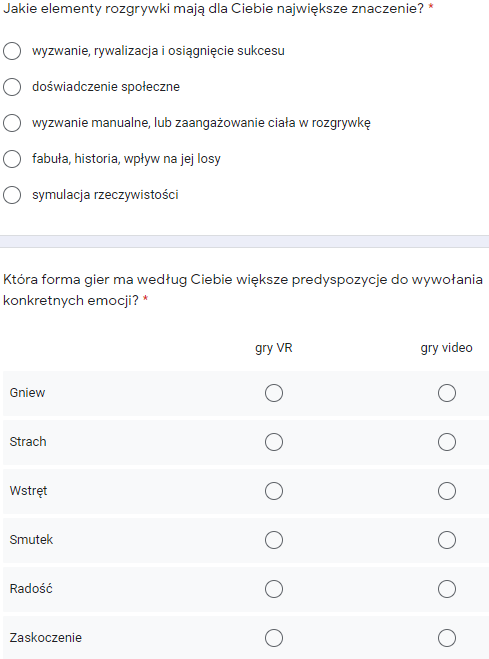 Jakie elementy rozgrywki mają dla Ciebie największe znaczenie? *
wyzwanie, rywalizacja i osiągnięcie sukcesu
doświadczenie społeczne
wyzwanie manualne, lub zaangażowanie ciała w rozgrywkę
fabuła, historia, wpływ na jej losy
symulacja rzeczywistości
Która forma gier ma według Ciebie większe predyspozycje do wywołania
konkretnych emocji? *
gry VR gry video
Gniew
Strach
Wstręt
Smutek
Radość
Zaskoczenie